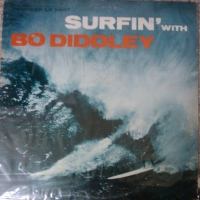 SURFIN' WITH
BO DIDDLEY